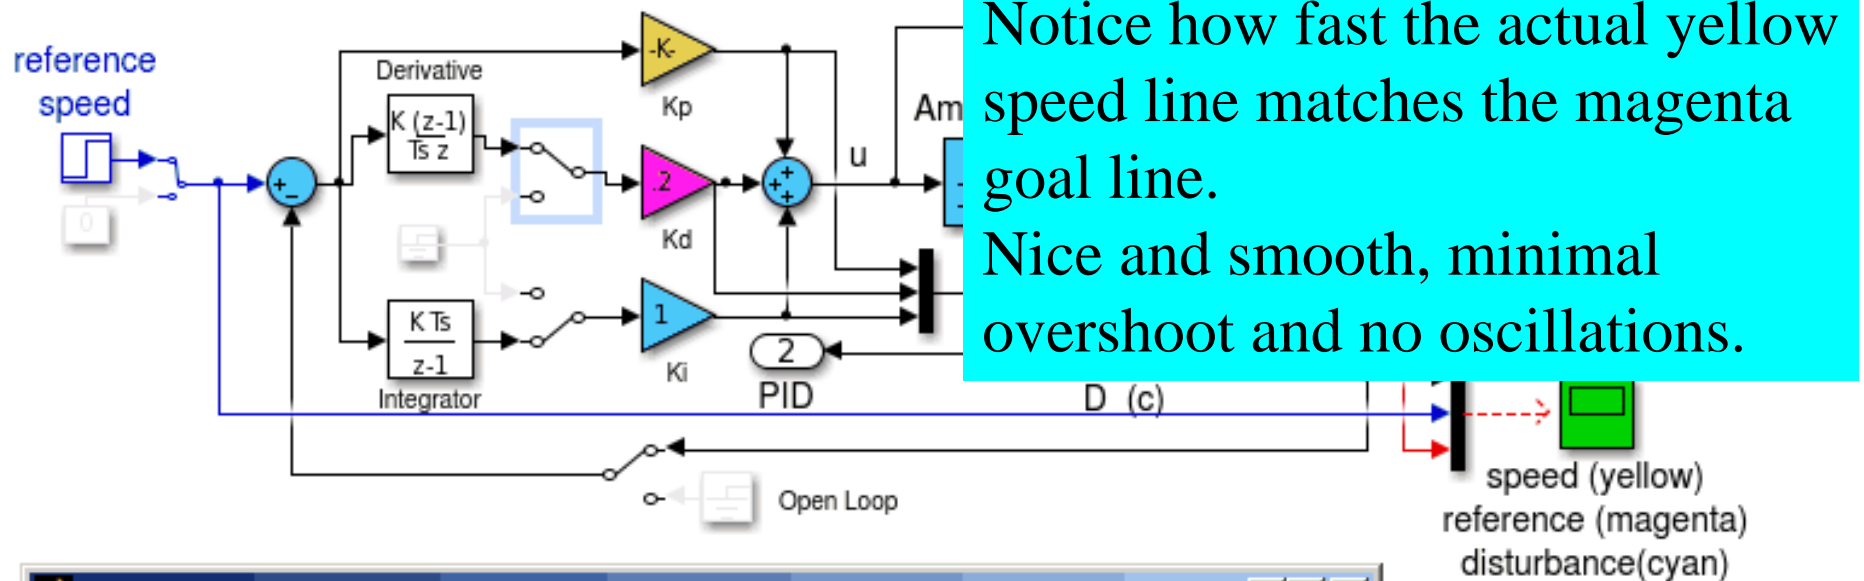 Notice how fast the actual yellow
speed line matches the magenta
goal line.
Nice and smooth, minimal
overshoot and no oscillations.
reference
speed
0
Derivative
K (z-1)
Ts z
-K-
Kp
.2
Kd
K Ts
z-1
Integrator
1
Ki
+
−
+
+
+
u
Am
2
PID
D (c)
Open Loop
speed (yellow)
reference (magenta)
disturbance(cyan)